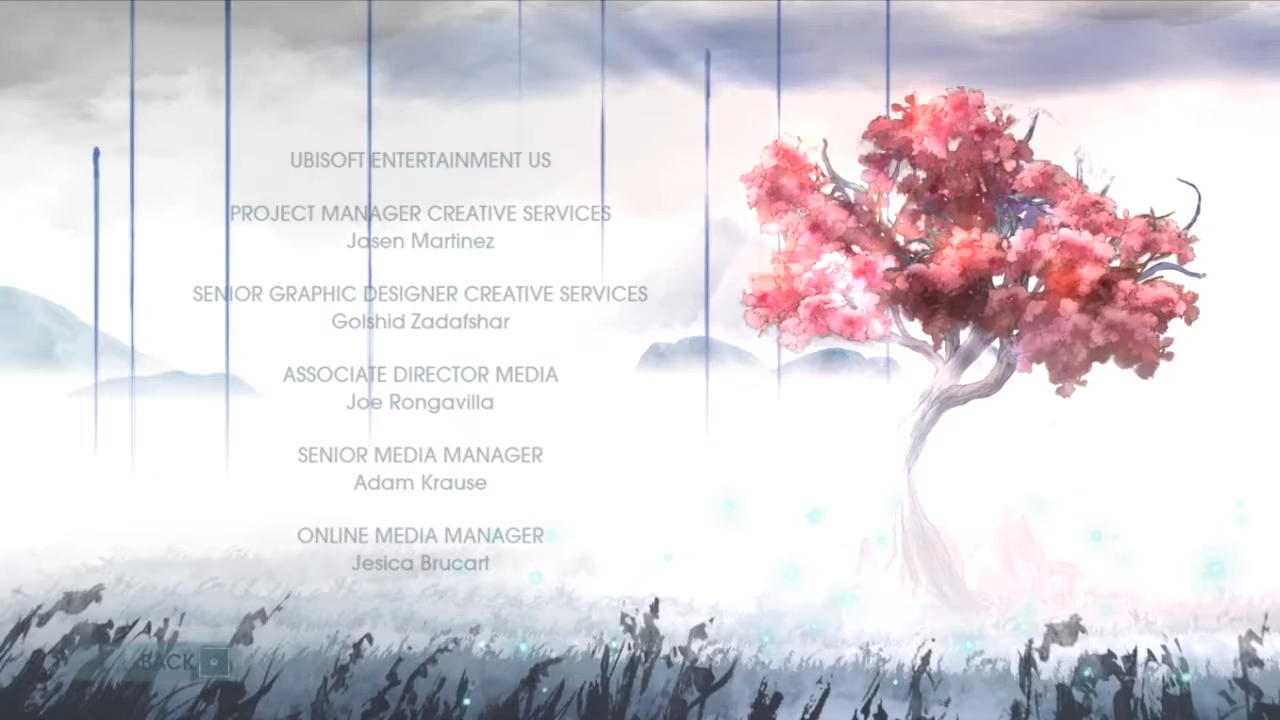 UBISOFT ENTERTAINMENT US
PROJECT MANAGER CREATIVE SERVICES
Jasen Martinez
SENIOR GRAPHIC DESIGNER CREATIVE SERVICES
Golshid Zadafshar
ASSOCIATE DIRECTOR MEDIA
Joe Rongavilla
SENIOR MEDIA MANAGER
Adam Krause
ONLINE MEDIA MANAGER
Jesica Brucart
BACK